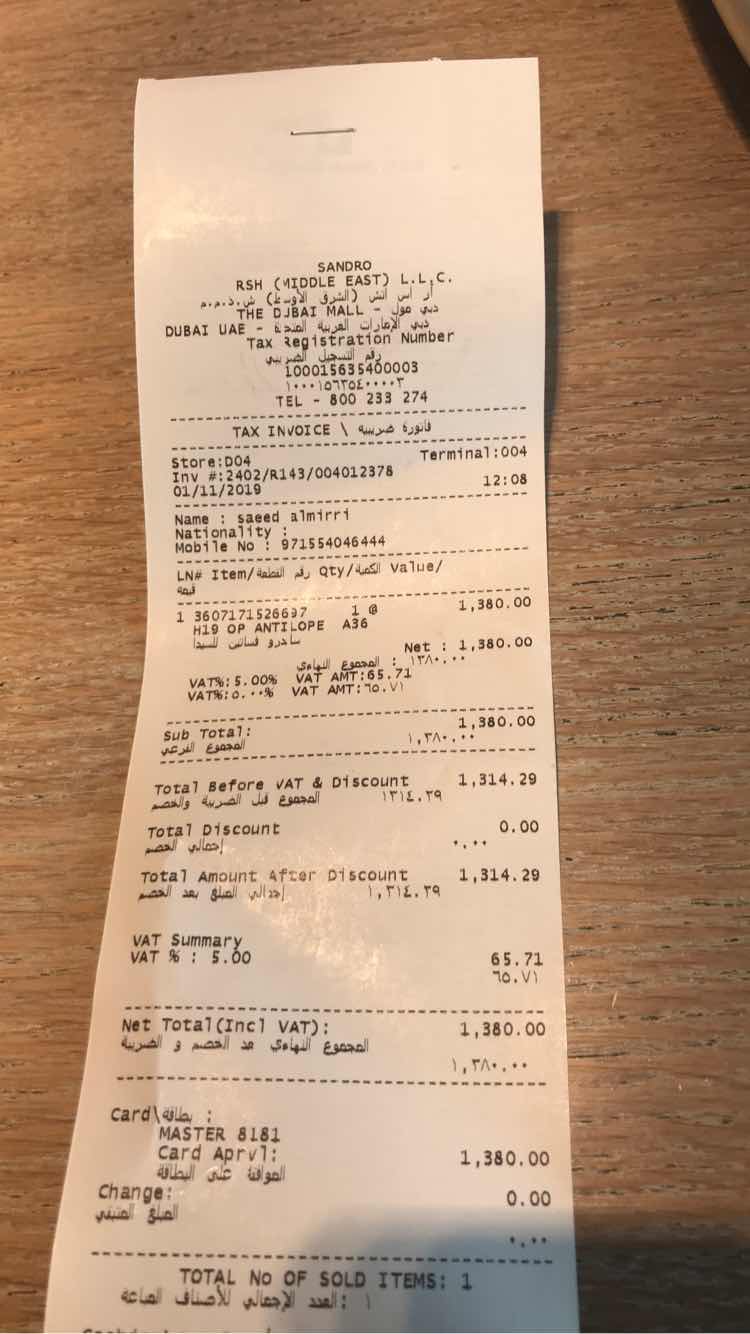 SANDRO
RSH (MIDDLE EAST) L.L.C.
ار اس اتش (الشرق الأوسط) ش.ذ.م.م
THE DUBAI MALL - دبي مول
DUBAI UAE - دبي الإمارات العربية المتحدة
Tax Registration Number
رقم التسجيل الضريبي
100015635400003
١٠٠٠١٥٦٣٥٤٠٠٠٠٣
TEL - 800 233 274
TAX INVOICE \ فاتورة ضريبية
Store:D04 Terminal:004
Inv #:2402/R143/004012378
01/11/2019 12:08
Name : saeed almirri
Nationality :
Mobile No : 971554046444
LN# Item/رقم القطعة Qty/الكمية Value/
قيمة
1 3607171526697 1 @ 1,380.00
H19 OP ANTILOPE A36
ساندرو فساتين للسيدا
Net : 1,380.00
المجموع النهاءي : ١٣٨٠.٠٠
VAT%:5.00% VAT AMT:65.71
VAT%:٥.٠٠% VAT AMT:٦٥.٧١
Sub Total: 1,380.00
المجموع الفرعي ١,٣٨٠.٠٠
Total Before VAT & Discount 1,314.29
المجموع قبل الضريبة والخصم ١٣١٤.٢٩
Total Discount 0.00
إجمالي الخصم ٠.٠٠
Total Amount After Discount 1,314.29
إجمالي المبلغ بعد الخصم ١,٣١٤.٢٩
VAT Summary
VAT % : 5.00 65.71
٦٥.٧١
Net Total(Incl VAT): 1,380.00
المجموع النهاءي عد الخصم و الضريبة
١,٣٨٠.٠٠
Card\بطاقة :
MASTER 8181
Card Aprvl: 1,380.00
الموافقة على البطاقة
Change: 0.00
المبلغ المتبقي
٠.٠٠
TOTAL No OF SOLD ITEMS: 1
العدد الإجمالي للأصناف المباعة: ١